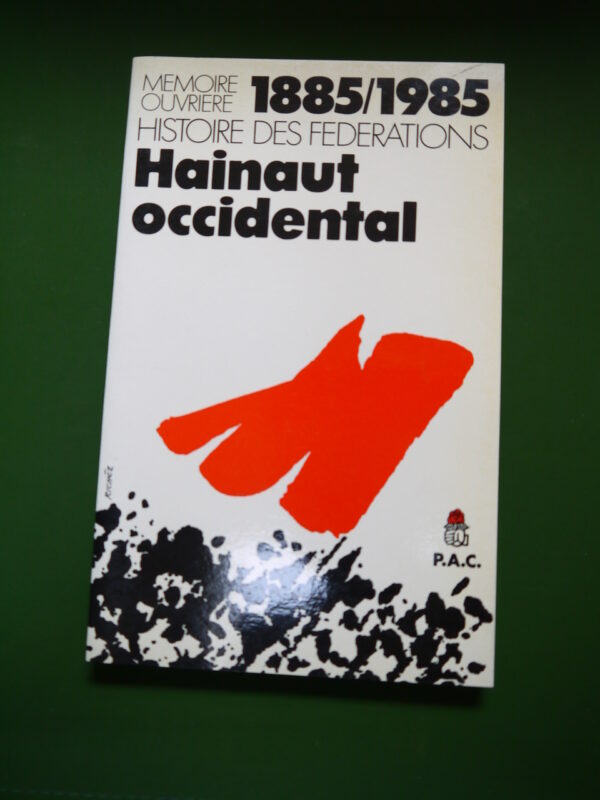 MEMOIRE
OUVRIERE
1885/1985
HISTOIRE DES FEDERATIONS
Hainaut
occidental
P.A.C.